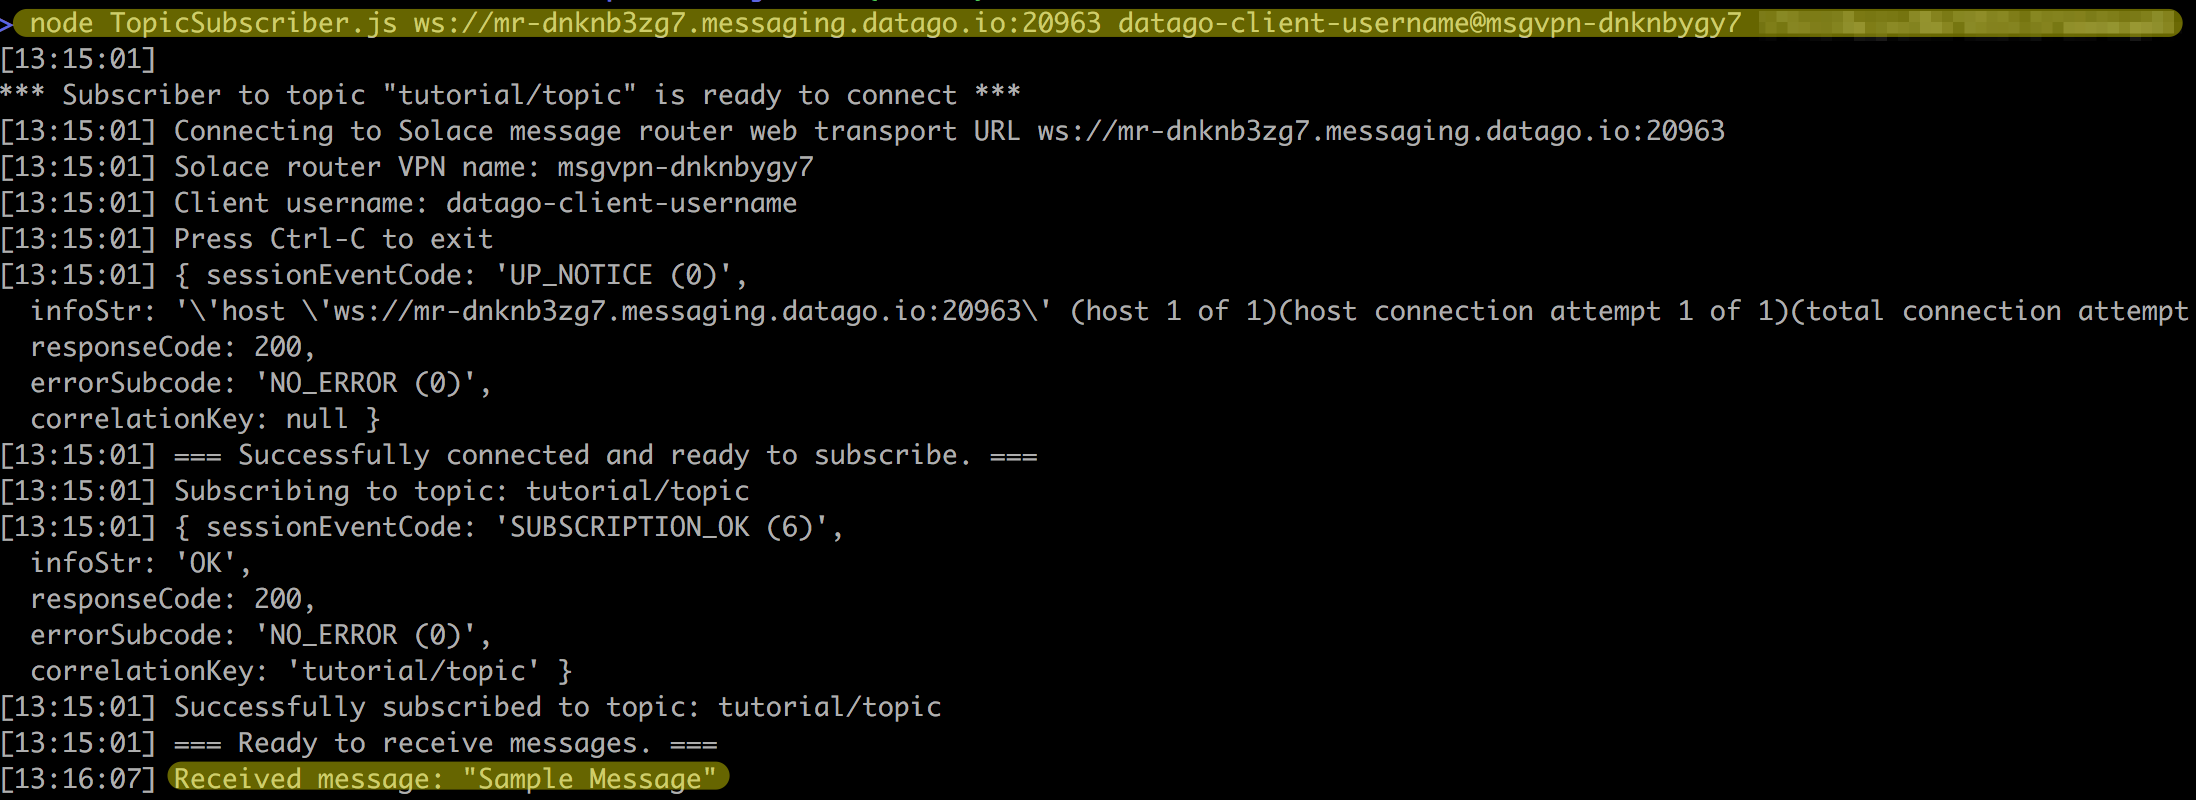 > node TopicSubscriber.js ws://mr-dnknb3zg7.messaging.datago.io:20963 datago-client-username@msgvpn-dnknbygy7
[13:15:01]
*** Subscriber to topic "tutorial/topic" is ready to connect ***
[13:15:01] Connecting to Solace message router web transport URL ws://mr-dnknb3zg7.messaging.datago.io:20963
[13:15:01] Solace router VPN name: msgvpn-dnknbygy7
[13:15:01] Client username: datago-client-username
[13:15:01] Press Ctrl-C to exit
[13:15:01] { sessionEventCode: 'UP_NOTICE (0)',
  infoStr: '\'host \'ws://mr-dnknb3zg7.messaging.datago.io:20963\' (host 1 of 1)(host connection attempt 1 of 1)(total connection attempt
  responseCode: 200,
  errorSubcode: 'NO_ERROR (0)',
  correlationKey: null }
[13:15:01] === Successfully connected and ready to subscribe. ===
[13:15:01] Subscribing to topic: tutorial/topic
[13:15:01] { sessionEventCode: 'SUBSCRIPTION_OK (6)',
  infoStr: 'OK',
  responseCode: 200,
  errorSubcode: 'NO_ERROR (0)',
  correlationKey: 'tutorial/topic' }
[13:15:01] Successfully subscribed to topic: tutorial/topic
[13:15:01] === Ready to receive messages. ===
[13:16:07] Received message: "Sample Message"